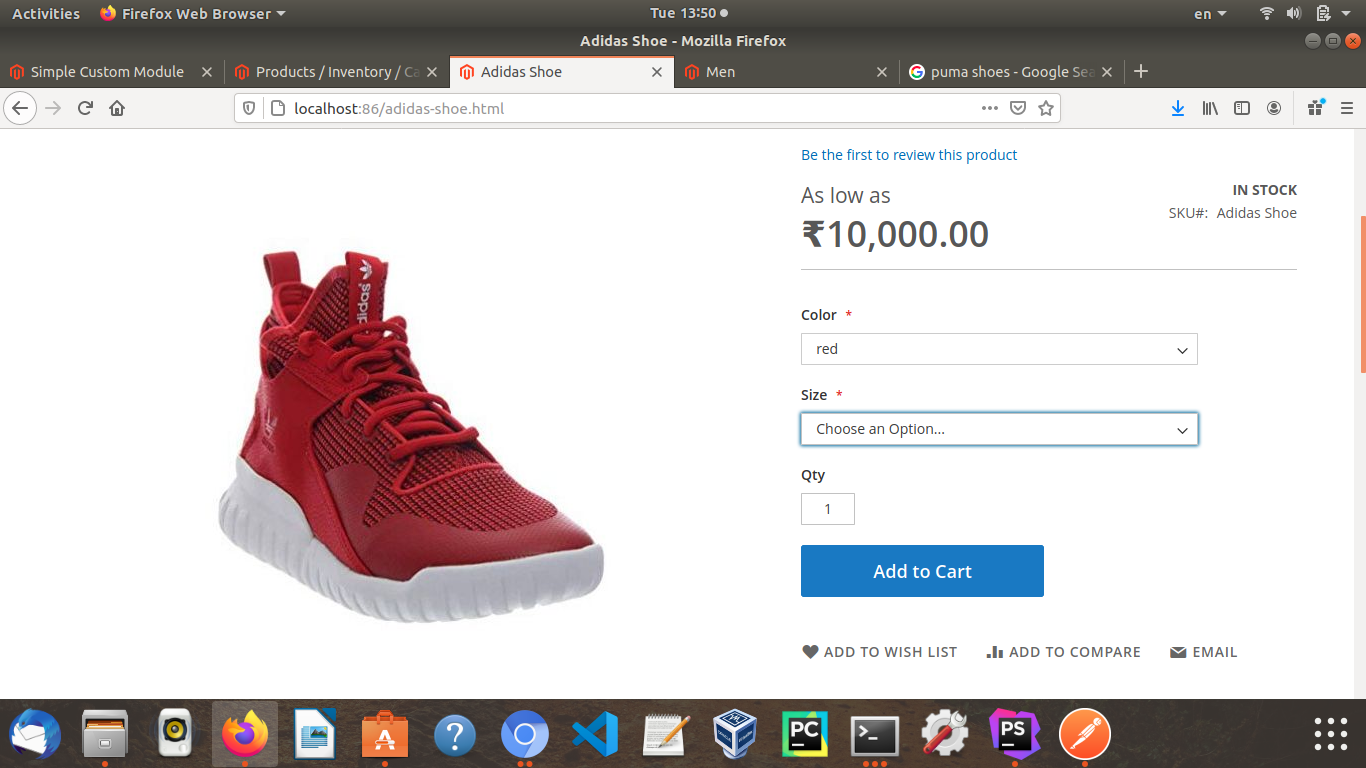 Activities Firefox Web Browser Tue 13:50 en
Adidas Shoe - Mozilla Firefox
Simple Custom Module Products / Inventory / Ca Adidas Shoe Men puma shoes - Google Sea
localhost:86/adidas-shoe.html
Be the first to review this product
As low as IN STOCK
SKU#: Adidas Shoe
₹10,000.00
adidas
Color *
red
Size *
Choose an Option...
Qty
1
Add to Cart
ADD TO WISH LIST ADD TO COMPARE EMAIL
A ? PC >_ PS